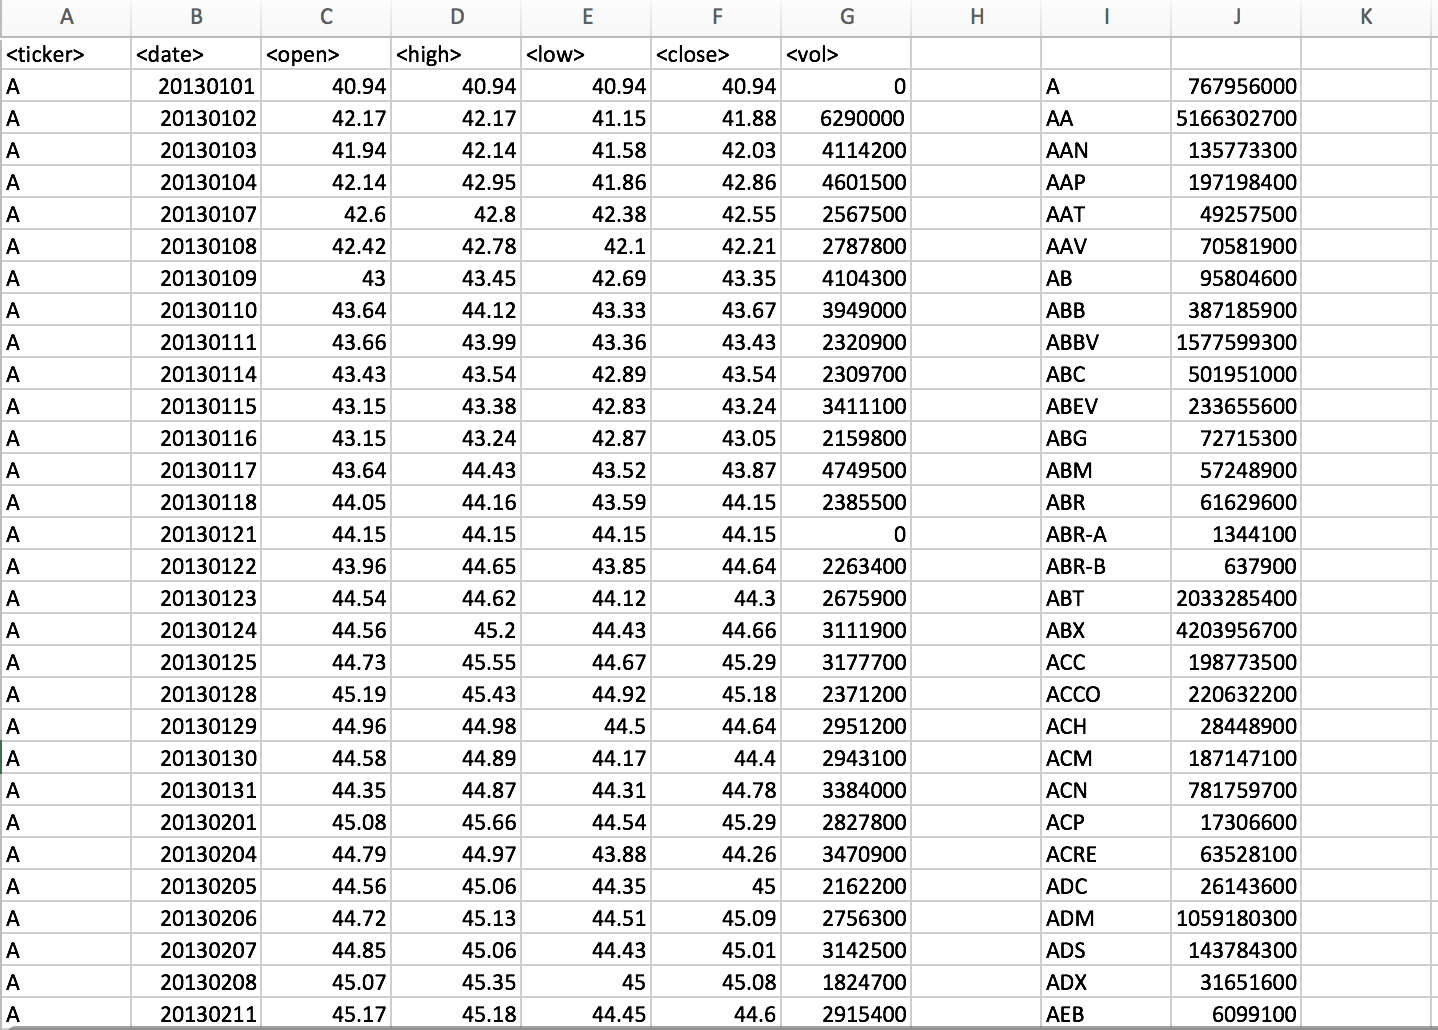 A B C D E F G H I J K
<ticker> <date> <open> <high> <low> <close> <vol>
A 20130101 40.94 40.94 40.94 40.94 0 A 767956000
A 20130102 42.17 42.17 41.15 41.88 6290000 AA 5166302700
A 20130103 41.94 42.14 41.58 42.03 4114200 AAN 135773300
A 20130104 42.14 42.95 41.86 42.86 4601500 AAP 197198400
A 20130107 42.6 42.8 42.38 42.55 2567500 AAT 49257500
A 20130108 42.42 42.78 42.1 42.21 2787800 AAV 70581900
A 20130109 43 43.45 42.69 43.35 4104300 AB 95804600
A 20130110 43.64 44.12 43.33 43.67 3949000 ABB 387185900
A 20130111 43.66 43.99 43.36 43.43 2320900 ABBV 1577599300
A 20130114 43.43 43.54 42.89 43.54 2309700 ABC 501951000
A 20130115 43.15 43.38 42.83 43.24 3411100 ABEV 233655600
A 20130116 43.15 43.24 42.87 43.05 2159800 ABG 72715300
A 20130117 43.64 44.43 43.52 43.87 4749500 ABM 57248900
A 20130118 44.05 44.16 43.59 44.15 2385500 ABR 61629600
A 20130121 44.15 44.15 44.15 44.15 0 ABR-A 1344100
A 20130122 43.96 44.65 43.85 44.64 2263400 ABR-B 637900
A 20130123 44.54 44.62 44.12 44.3 2675900 ABT 2033285400
A 20130124 44.56 45.2 44.43 44.66 3111900 ABX 4203956700
A 20130125 44.73 45.55 44.67 45.29 3177700 ACC 198773500
A 20130128 45.19 45.43 44.92 45.18 2371200 ACCO 220632200
A 20130129 44.96 44.98 44.5 44.64 2951200 ACH 28448900
A 20130130 44.58 44.89 44.17 44.4 2943100 ACM 187147100
A 20130131 44.35 44.87 44.31 44.78 3384000 ACN 781759700
A 20130201 45.08 45.66 44.54 45.29 2827800 ACP 17306600
A 20130204 44.79 44.97 43.88 44.26 3470900 ACRE 63528100
A 20130205 44.56 45.06 44.35 45 2162200 ADC 26143600
A 20130206 44.72 45.13 44.51 45.09 2756300 ADM 1059180300
A 20130207 44.85 45.06 44.43 45.01 3142500 ADS 143784300
A 20130208 45.07 45.35 45 45.08 1824700 ADX 31651600
A 20130211 45.17 45.18 44.45 44.6 2915400 AEB 6099100